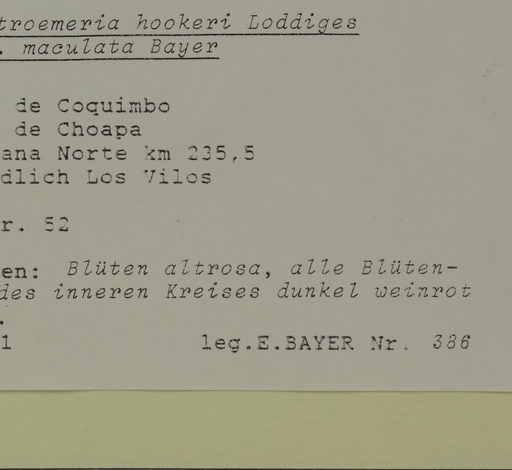 troemeria hookeri Loddiges
. maculata Bayer
de Coquimbo
de Choapa
ana Norte km 235,5
dlich Los Vilos
r. 52
en: Blüten altrosa, alle Blüten-
des inneren Kreises dunkel weinrot
.
1 leg.E.BAYER Nr. 386